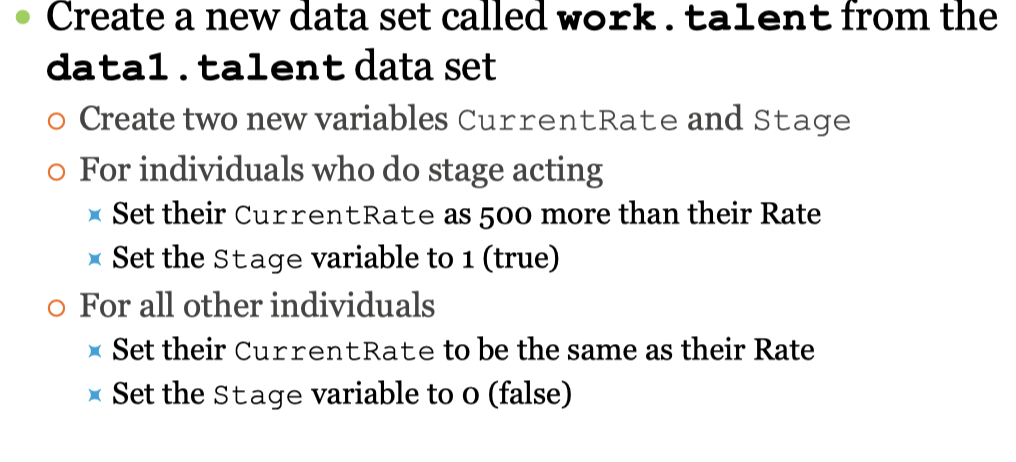 Create a new data set called work.talent from the
data1.talent data set
Create two new variables CurrentRate and Stage
For individuals who do stage acting
Set their CurrentRate as 500 more than their Rate
Set the Stage variable to 1 (true)
For all other individuals
Set their CurrentRate to be the same as their Rate
Set the Stage variable to 0 (false)